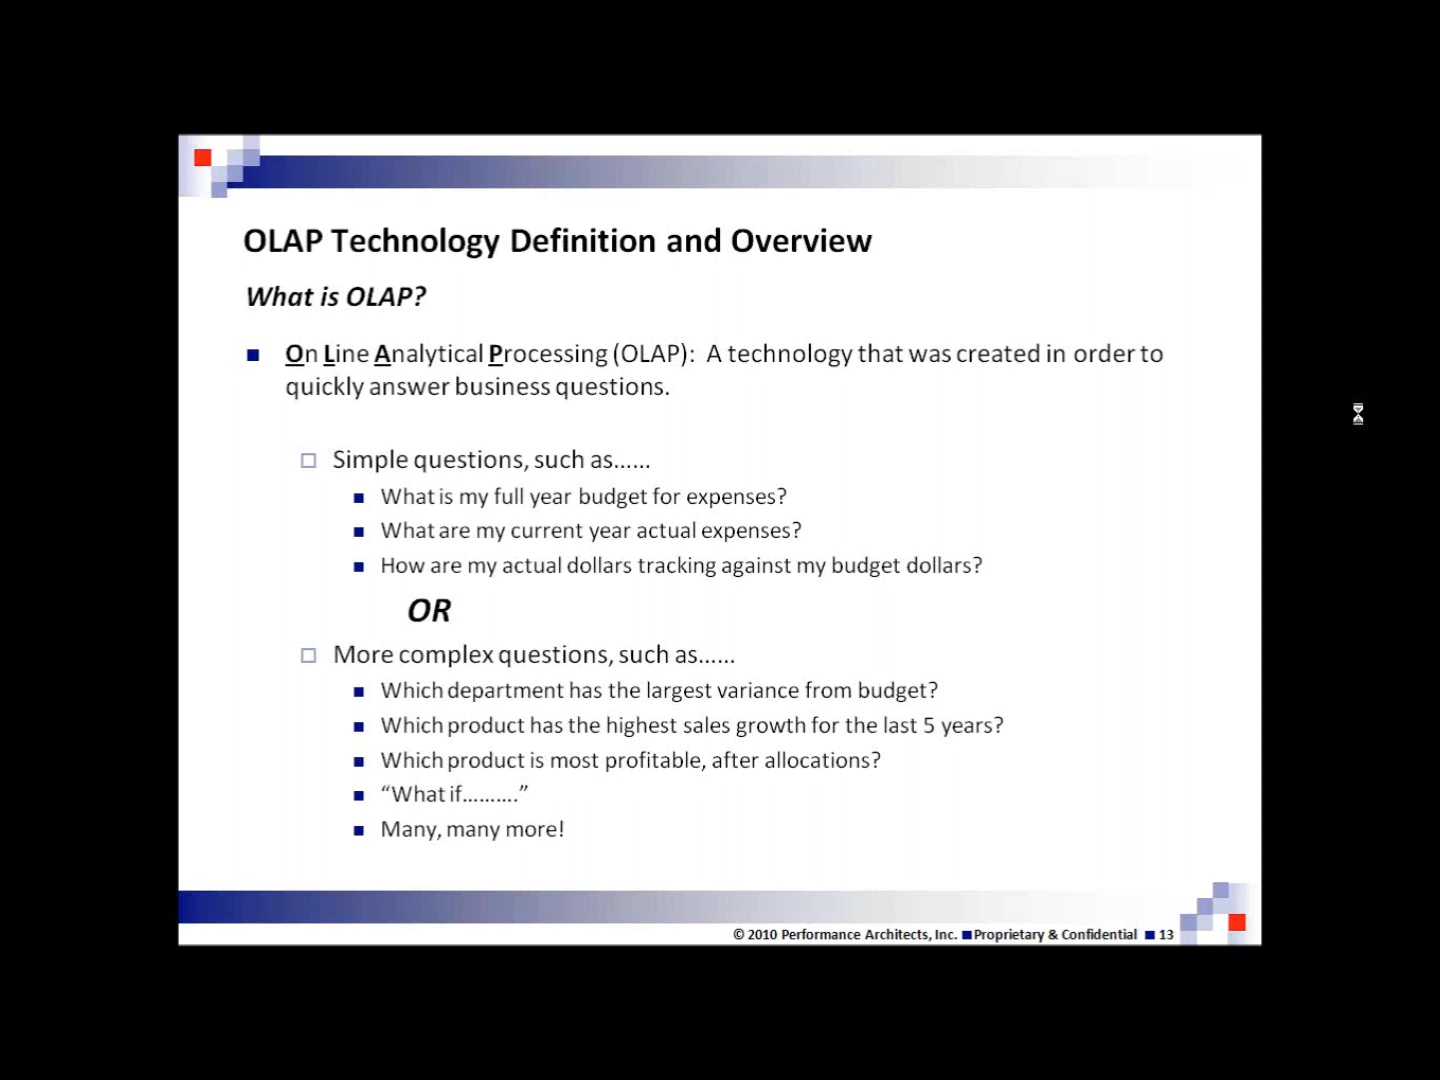 OLAP Technology Definition and Overview
What is OLAP?
On Line Analytical Processing (OLAP): A technology that was created in order to
quickly answer business questions.
Simple questions, such as......
What is my full year budget for expenses?
What are my current year actual expenses?
How are my actual dollars tracking against my budget dollars?
OR
More complex questions, such as......
Which department has the largest variance from budget?
Which product has the highest sales growth for the last 5 years?
Which product is most profitable, after allocations?
“What if..........”
Many, many more!
© 2010 Performance Architects, Inc. ■ Proprietary & Confidential ■ 13